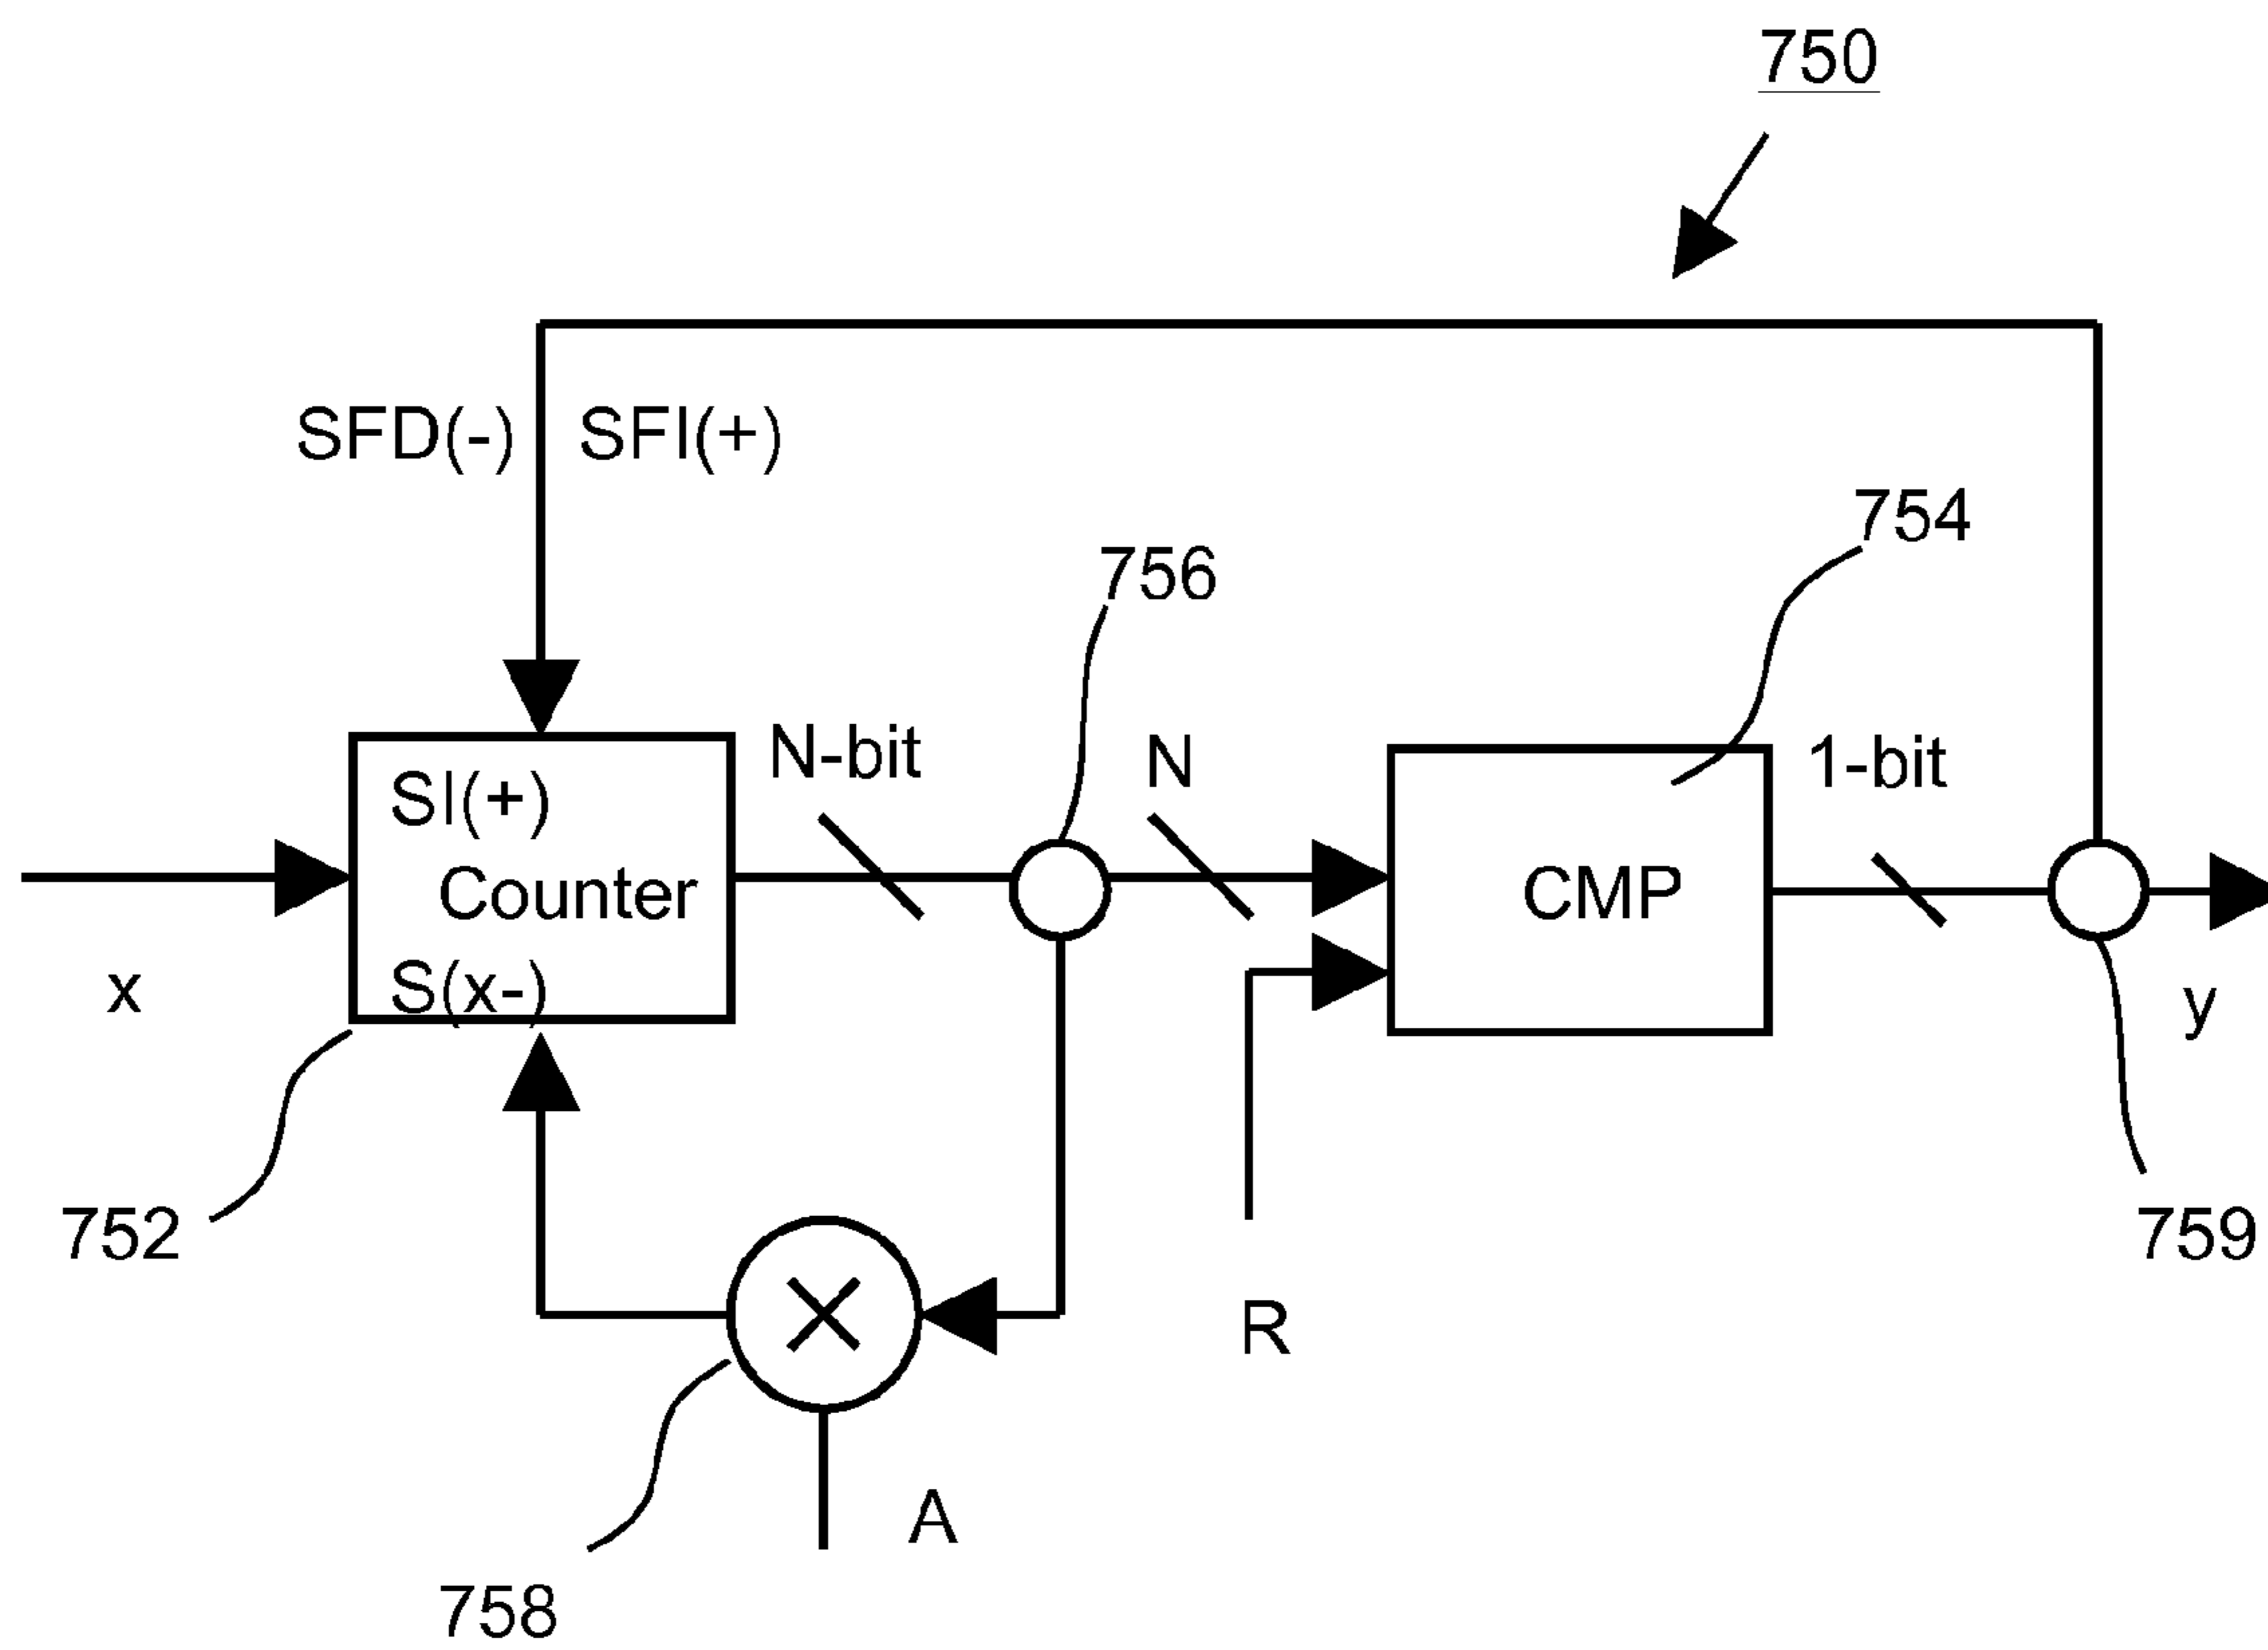 750
SFD(-) SFI(+)
754
756
N-bit
N
1-bit
SI(+)
Counter
CMP
S(x-)
x
y
752
759
R
A
758